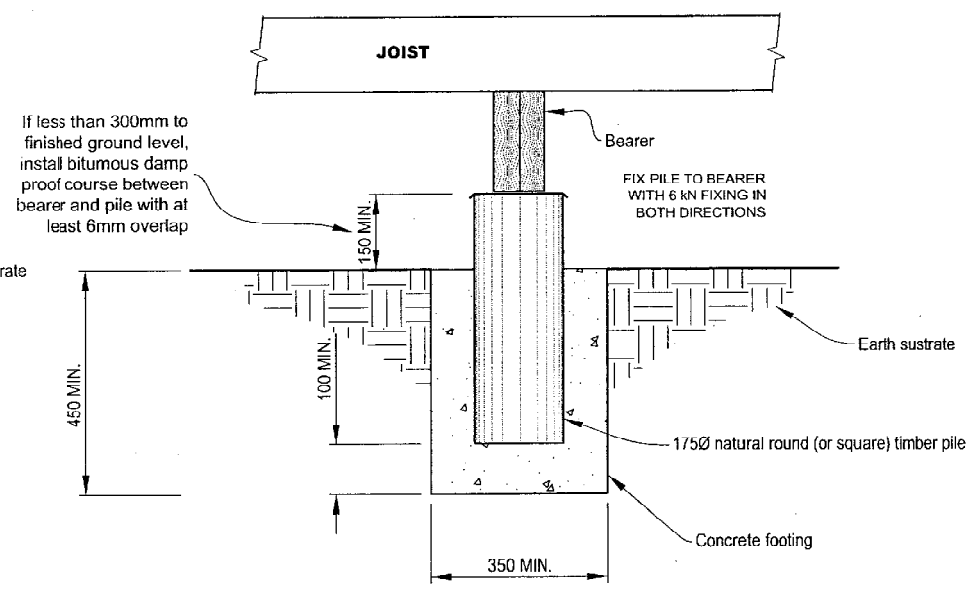 JOIST
If less than 300mm to
finished ground level,
install bitumous damp
proof course between
bearer and pile with at
least 6mm overlap
Bearer
FIX PILE TO BEARER
WITH 6 kN FIXING IN
BOTH DIRECTIONS
150 MIN.
rate
450 MIN.
100 MIN.
Earth sustrate
175Ø natural round (or square) timber pile
Concrete footing
350 MIN.